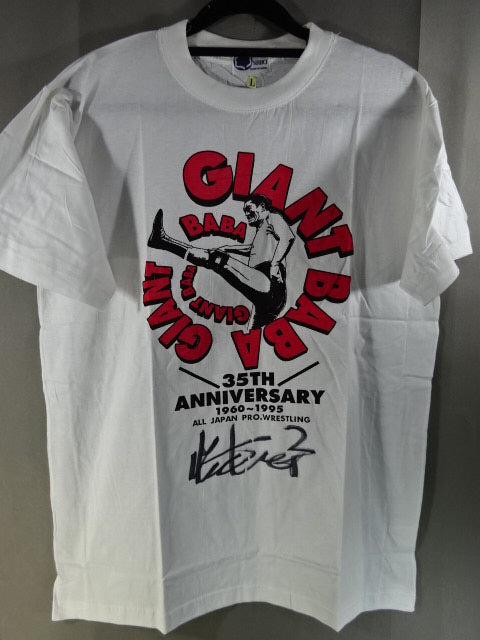 L
GIANT BABA GIANT
BABA
GIANT BABA
35TH
ANNIVERSARY
1960~1995
ALL JAPAN PRO.WRESTLING